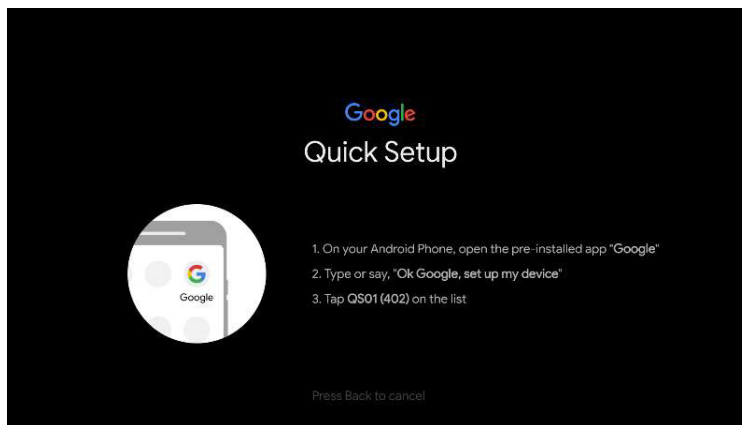 Google
Quick Setup
1. On your Android Phone, open the pre-installed app "Google"
2. Type or say, "Ok Google, set up my device"
3. Tap QS01 (402) on the list
G
Google
Press Back to cancel